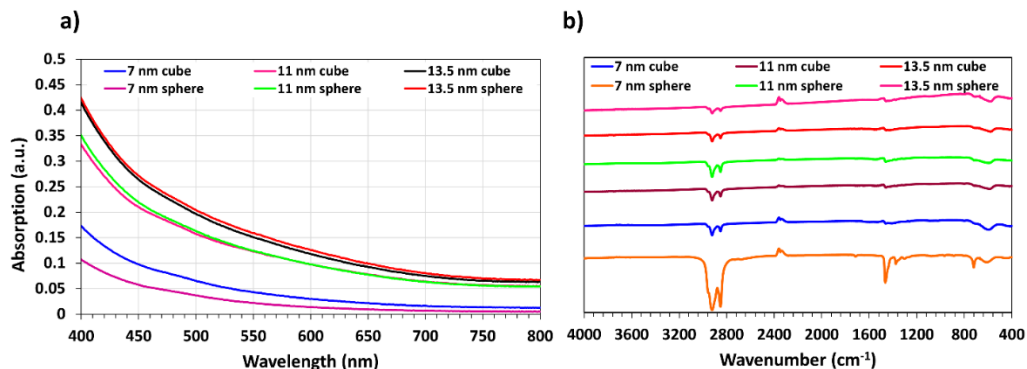 a)
0.5
0.45
0.4
0.35
0.3
0.25
0.2
0.15
0.1
0.05
0
Absorption (a.u.)
7 nm cube 11 nm cube 13.5 nm cube
7 nm sphere 11 nm sphere 13.5 nm sphere
400 450 500 550 600 650 700 750 800
Wavelength (nm)
b)
7 nm cube 11 nm cube 13.5 nm cube
7 nm sphere 11 nm sphere 13.5 nm sphere
4000 3600 3200 2800 2400 2000 1600 1200 800 400
Wavenumber (cm⁻¹)